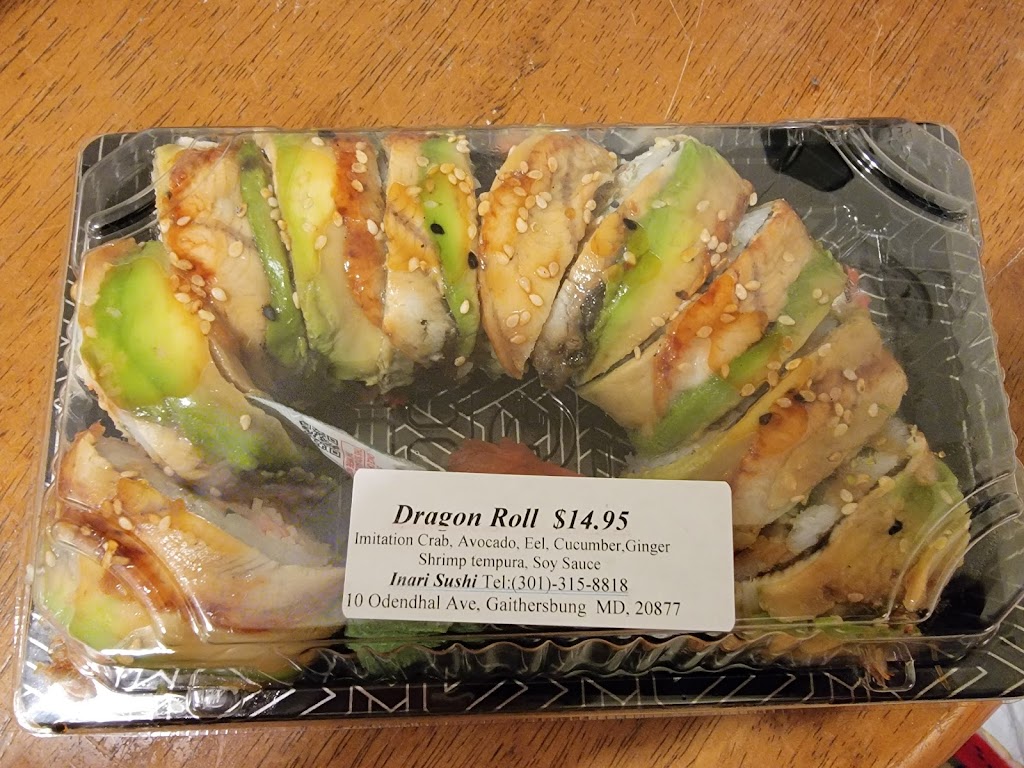 Dragon Roll $14.95
Imitation Crab, Avocado, Eel, Cucumber,Ginger
Shrimp tempura, Soy Sauce
Inari Sushi Tel:(301)-315-8818
10 Odendhal Ave, Gaithersbung MD, 20877